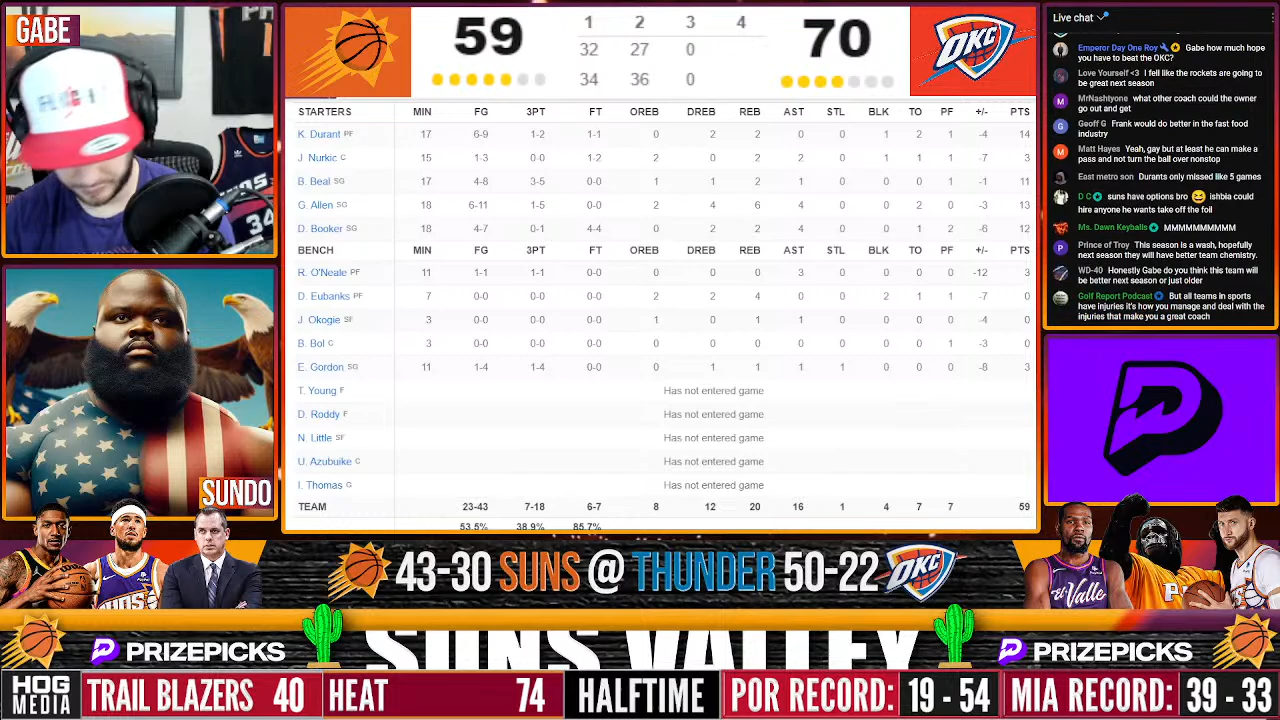 GABE
59
1 2 3 4
32 27 0
34 36 0
70
OKC
STARTERS MIN FG 3PT FT OREB DREB REB AST STL BLK TO PF +/- PTS
K. Durant PF 17 6-9 1-2 1-1 0 2 2 0 0 1 2 1 -4 14
J. Nurkic C 15 1-3 0-0 1-2 2 0 2 2 0 1 1 1 -7 3
B. Beal SG 17 4-8 3-5 0-0 1 1 2 1 0 0 0 1 -1 11
G. Allen SG 18 6-11 1-5 0-0 2 4 6 4 0 0 2 0 -3 13
D. Booker SG 18 4-7 0-1 4-4 0 2 2 4 0 0 1 2 -6 12
BENCH MIN FG 3PT FT OREB DREB REB AST STL BLK TO PF +/- PTS
R. O'Neale PF 11 1-1 1-1 0-0 0 0 0 3 0 0 0 0 -12 3
D. Eubanks PF 7 0-0 0-0 0-0 2 2 4 0 0 2 1 1 -7 0
J. Okogie SF 3 0-0 0-0 0-0 1 0 1 1 0 0 0 0 -4 0
B. Bol C 3 0-0 0-0 0-0 0 0 0 0 0 0 0 1 -3 0
E. Gordon SG 11 1-4 1-4 0-0 0 1 1 1 1 0 0 0 -8 3
T. Young F Has not entered game
D. Roddy F Has not entered game
N. Little SF Has not entered game
U. Azubuike C Has not entered game
I. Thomas G Has not entered game
TEAM 23-43 7-18 6-7 8 12 20 16 1 4 7 7 59
53.5% 38.9% 85.7%
Live chat
Emperor Day One Roy Gabe how much hope
you have to beat the OKC?
Love Yourself <3 I fell like the rockets are going to
be great next season
MrNashtyone what other coach could the owner
go out and get
Geoff G Frank would do better in the fast food
industry
Matt Hayes Yeah, gay but at least he can make a
pass and not turn the ball over nonstop
East metro son Durants only missed like 5 games
D C suns have options bro 😆 ishbia could
hire anyone he wants take off the foil
Ms. Dawn Keyballs MMMMMMMMMM
Prince of Troy This season is a wash, hopefully
next season they will have better team chemistry.
WD-40 Honestly Gabe do you think this team will
be better next season or just older
Golf Report Podcast But all teams in sports
have injuries it's how you manage and deal with the
injuries that make you a great coach
34
SUNDO
43-30 SUNS @ THUNDER 50-22 OKC
SUNS
El Valle
PRIZEPICKS SUNS VALLEY PRIZEPICKS
HOG
MEDIA
TRAIL BLAZERS 40 HEAT 74 HALFTIME POR RECORD: 19 - 54 MIA RECORD: 39 - 33